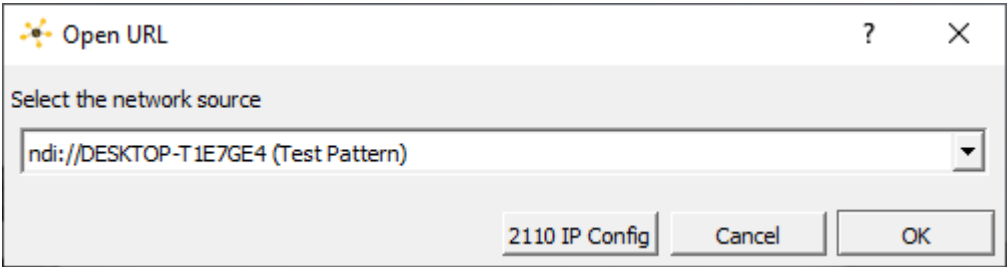 Open URL
Select the network source
ndi://DESKTOP-T1E7GE4 (Test Pattern)
2110 IP Config
Cancel
OK